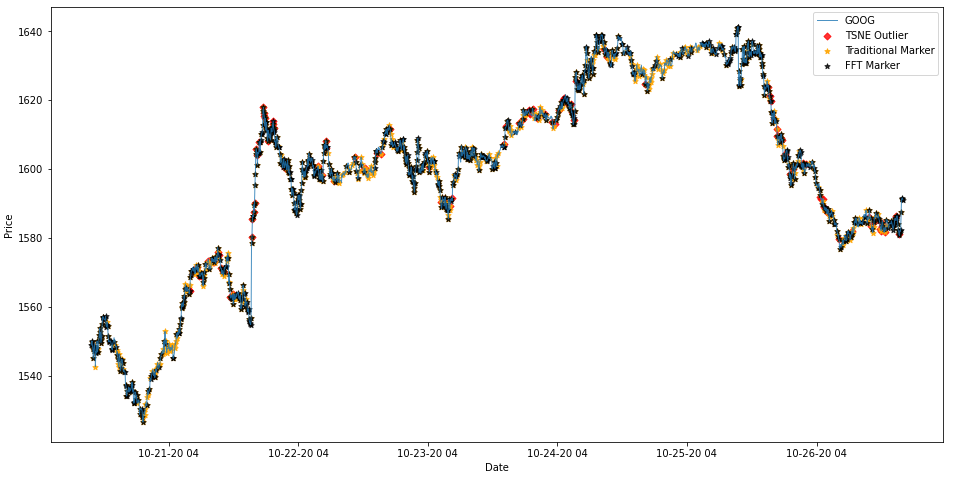 GOOG
TSNE Outlier
Traditional Marker
FFT Marker
1640
1620
1600
1580
1560
1540
Price
10-21-20 04
10-22-20 04
10-23-20 04
10-24-20 04
10-25-20 04
10-26-20 04
Date